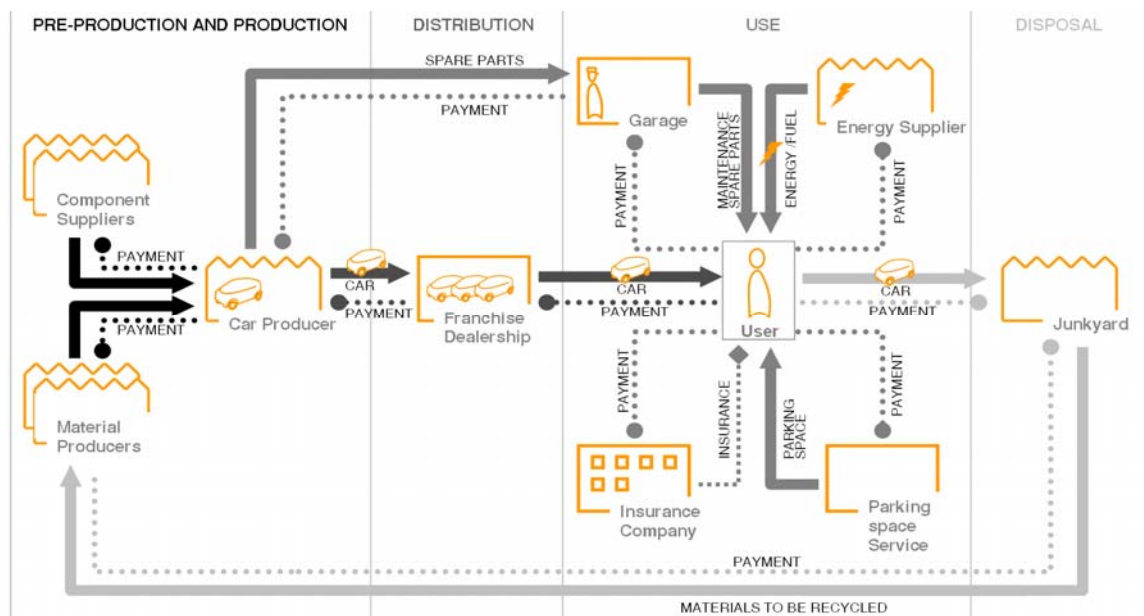 PRE-PRODUCTION AND PRODUCTION
DISTRIBUTION
USE
DISPOSAL
SPARE PARTS
PAYMENT
Garage
Energy Supplier
MAINTENANCE
SPARE PARTS
ENERGY /FUEL
PAYMENT
PAYMENT
Component
Suppliers
PAYMENT
PAYMENT
Car Producer
CAR
PAYMENT
Franchise
Dealership
CAR
PAYMENT
User
CAR
PAYMENT
Junkyard
Material
Producers
PAYMENT
INSURANCE
PARKING
SPACE
PAYMENT
Insurance
Company
Parking
space
Service
PAYMENT
MATERIALS TO BE RECYCLED